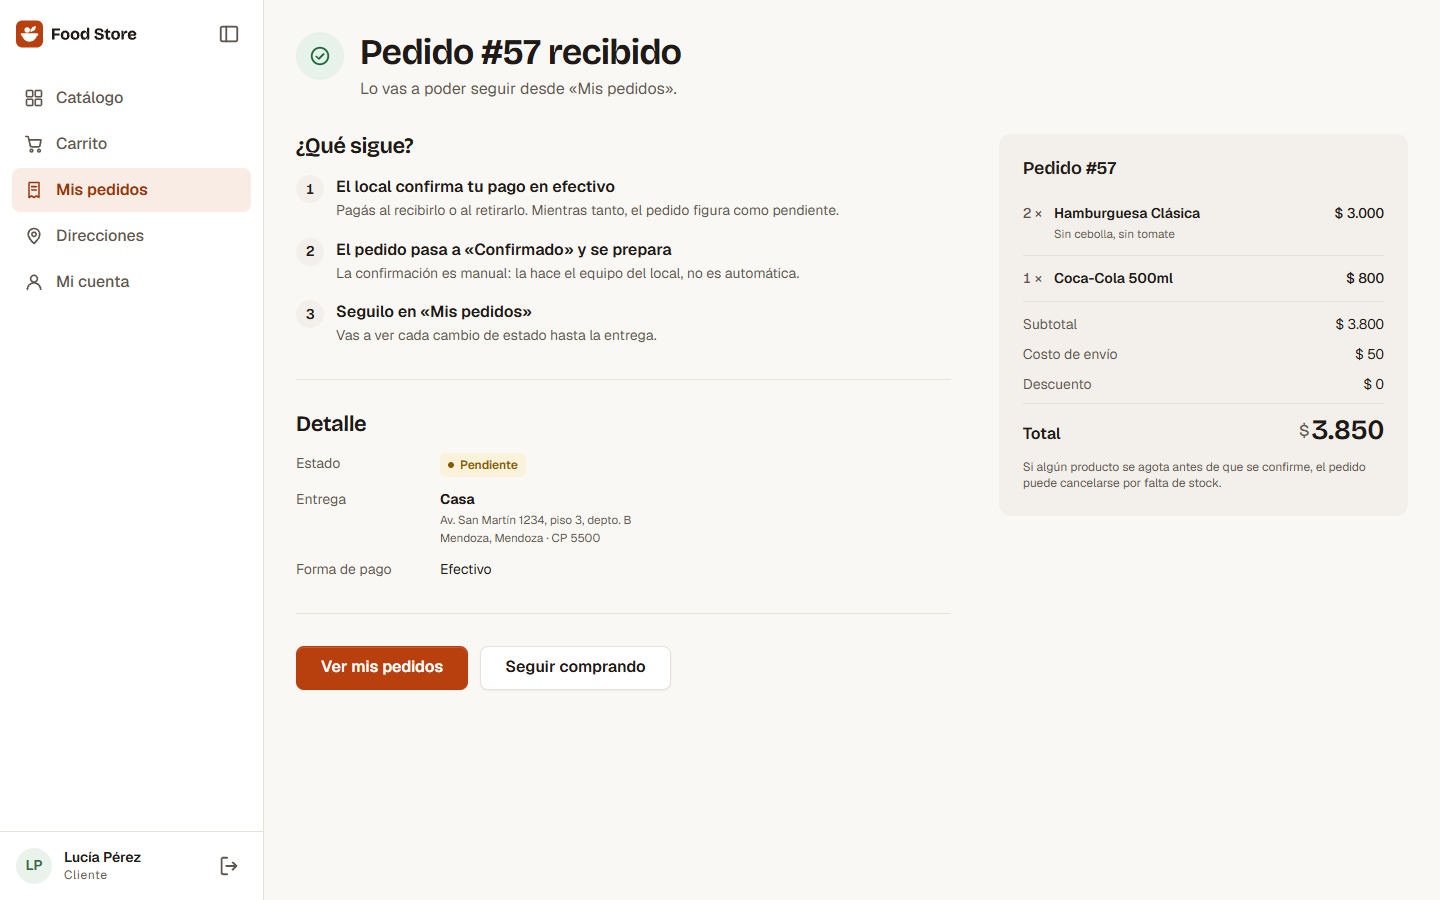 Food Store
Catálogo
Carrito
Mis pedidos
Direcciones
Mi cuenta
LP
Lucía Pérez
Cliente
Pedido #57 recibido
Lo vas a poder seguir desde «Mis pedidos».
¿Qué sigue?
1 El local confirma tu pago en efectivo
Pagás al recibirlo o al retirarlo. Mientras tanto, el pedido figura como pendiente.
2 El pedido pasa a «Confirmado» y se prepara
La confirmación es manual: la hace el equipo del local, no es automática.
3 Seguilo en «Mis pedidos»
Vas a ver cada cambio de estado hasta la entrega.
Detalle
Estado Pendiente
Entrega Casa
Av. San Martín 1234, piso 3, depto. B
Mendoza, Mendoza · CP 5500
Forma de pago Efectivo
Ver mis pedidos Seguir comprando
Pedido #57
2 × Hamburguesa Clásica $ 3.000
Sin cebolla, sin tomate
1 × Coca-Cola 500ml $ 800
Subtotal $ 3.800
Costo de envío $ 50
Descuento $ 0
Total $3.850
Si algún producto se agota antes de que se confirme, el pedido
puede cancelarse por falta de stock.